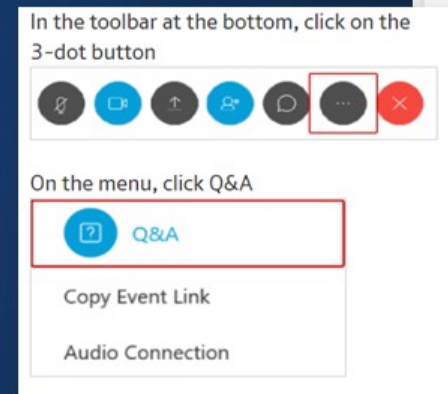 In the toolbar at the bottom, click on the
3-dot button
On the menu, click Q&A
Q&A
Copy Event Link
Audio Connection